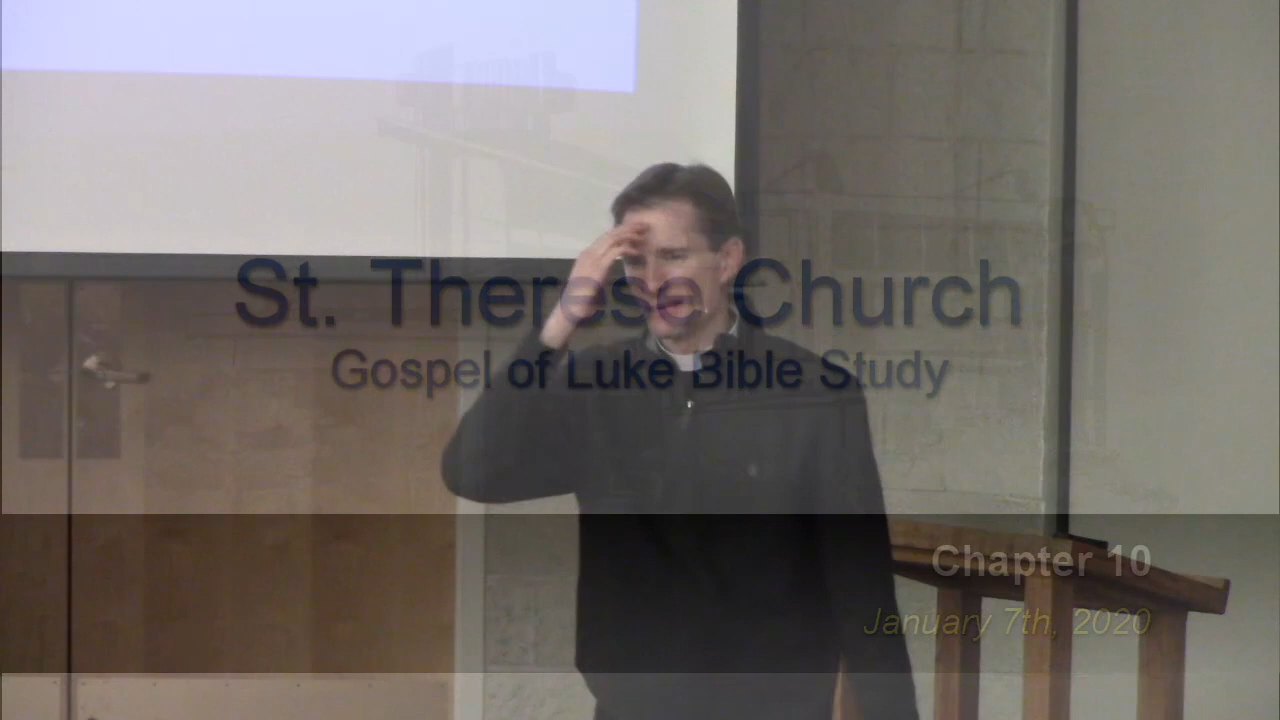 St. Therese Church
Gospel of Luke Bible Study
Chapter 10
January 7th, 2020